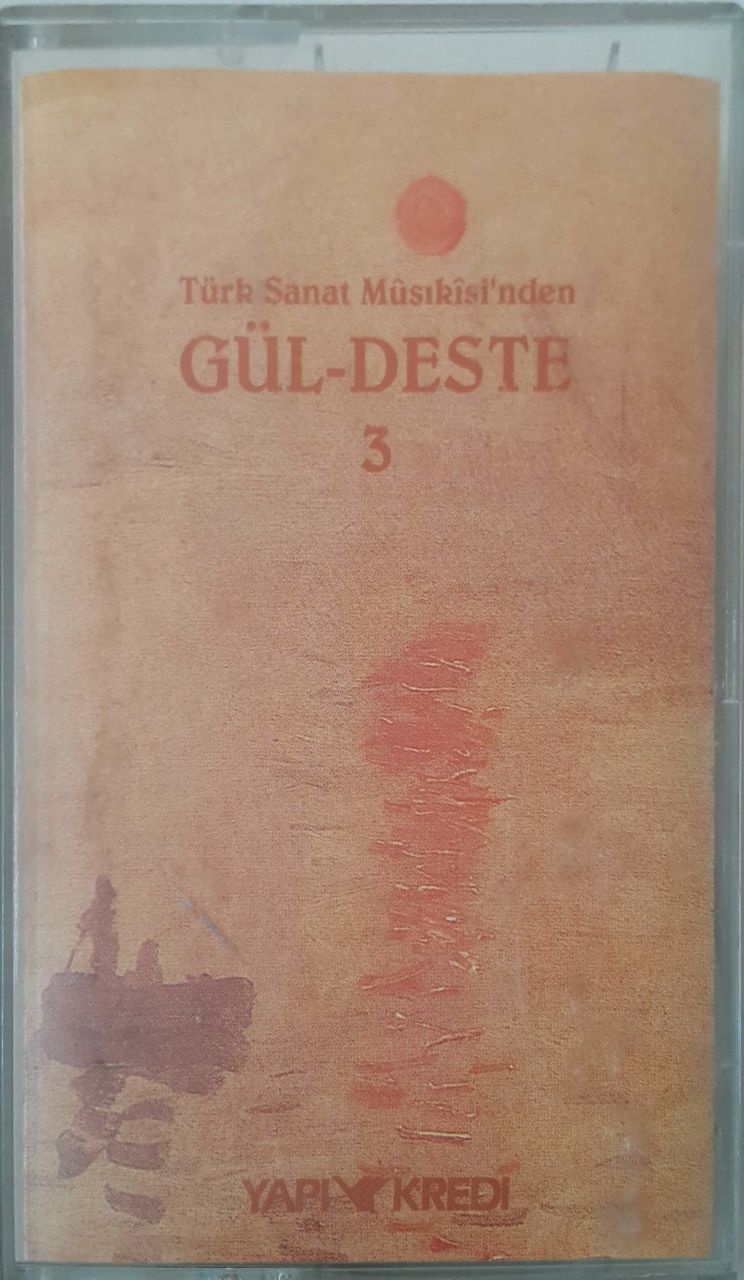 Türk Sanat Mûsıkîsi'nden
GÜL-DESTE
3
YAPI KREDİ